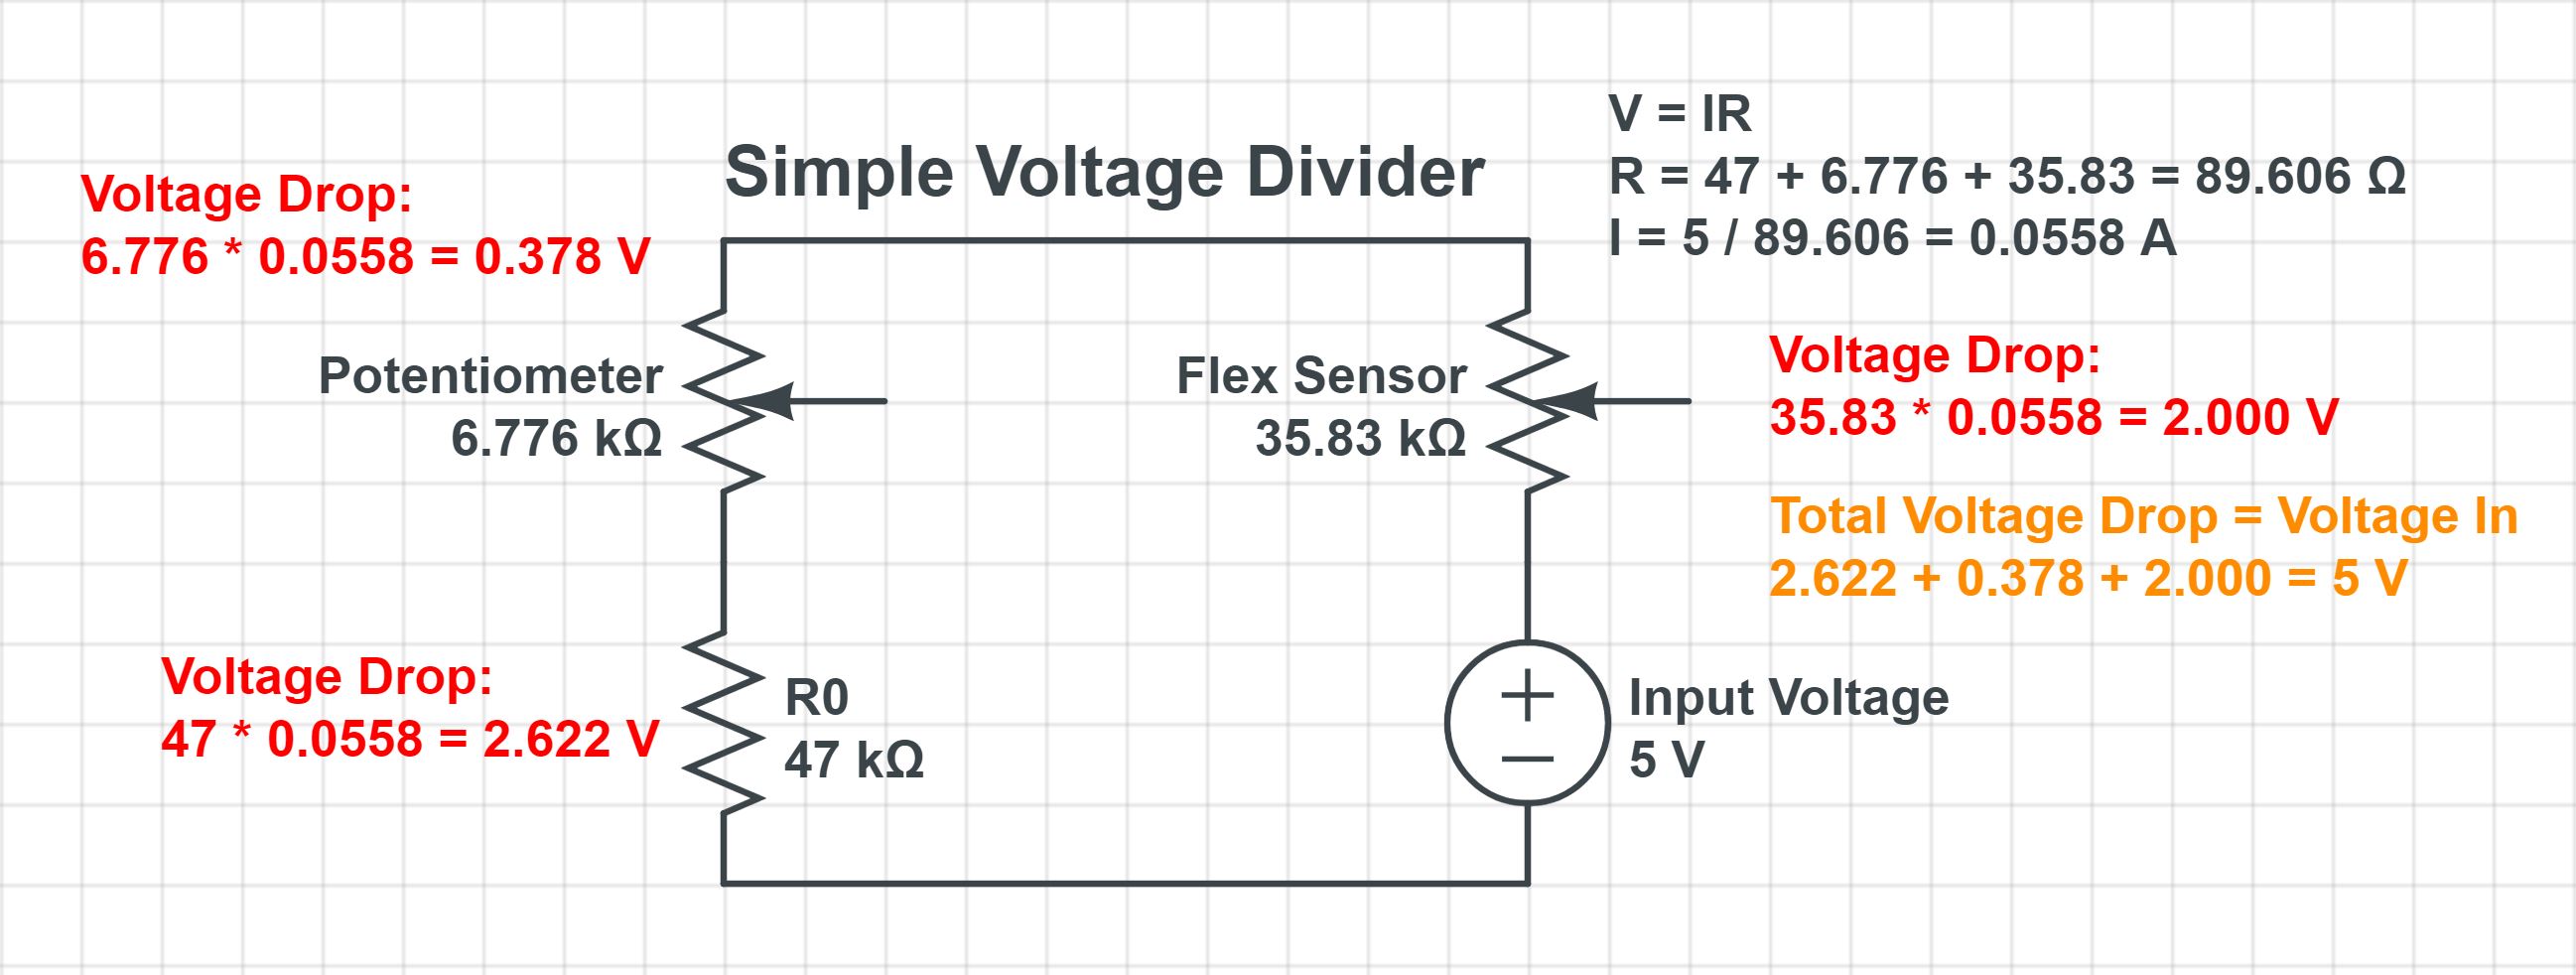 Simple Voltage Divider
V = IR
R = 47 + 6.776 + 35.83 = 89.606 Ω
I = 5 / 89.606 = 0.0558 A
Voltage Drop:
6.776 * 0.0558 = 0.378 V
Potentiometer
6.776 kΩ
Flex Sensor
35.83 kΩ
Voltage Drop:
35.83 * 0.0558 = 2.000 V
Total Voltage Drop = Voltage In
2.622 + 0.378 + 2.000 = 5 V
Voltage Drop:
47 * 0.0558 = 2.622 V
R0
47 kΩ
Input Voltage
5 V